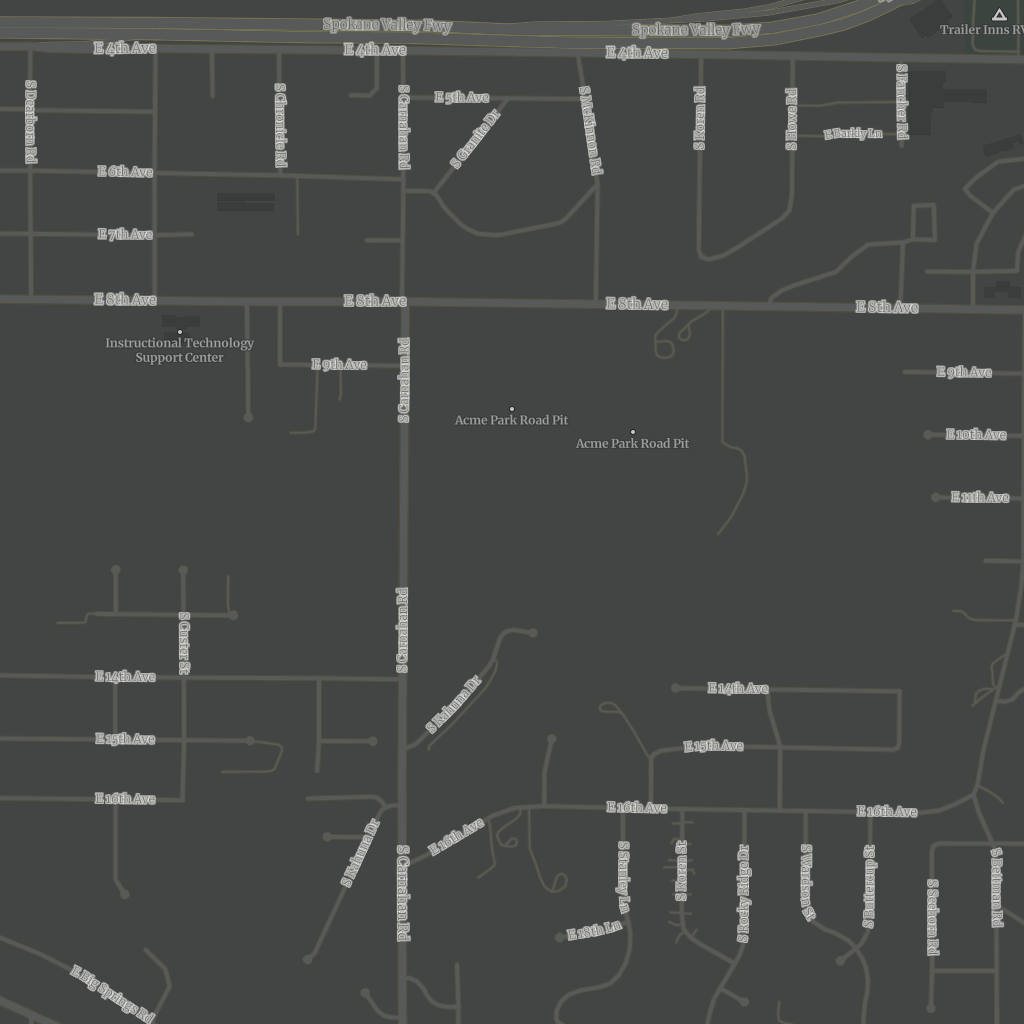 Spokane Valley Fwy
Spokane Valley Fwy
Trailer Inns RV
E 4th Ave
E 4th Ave
E 4th Ave
S Dearborn Rd
S Chronicle Rd
S Carnahan Rd
E 5th Ave
S Granite Dr
S McKinnon Rd
S Koren Rd
S Howe Rd
S Fancher Rd
E Barkly Ln
E 6th Ave
E 7th Ave
E 8th Ave
E 8th Ave
E 8th Ave
E 8th Ave
Instructional Technology
Support Center
E 9th Ave
S Carnahan Rd
Acme Park Road Pit
Acme Park Road Pit
E 9th Ave
E 10th Ave
E 11th Ave
S Custer St
S Carnahan Rd
E 14th Ave
S Kahuna Dr
E 14th Ave
E 15th Ave
E 15th Ave
E 16th Ave
E 16th Ave
E 16th Ave
E 16th Ave
S Kahuna Dr
S Carnahan Rd
S Stanley Ln
S Koren St
S Rocky Ridge Dr
S Wardson St
S Buttercup St
S Seehorn Rd
S Bettman Rd
E 18th Ln
E Big Springs Rd